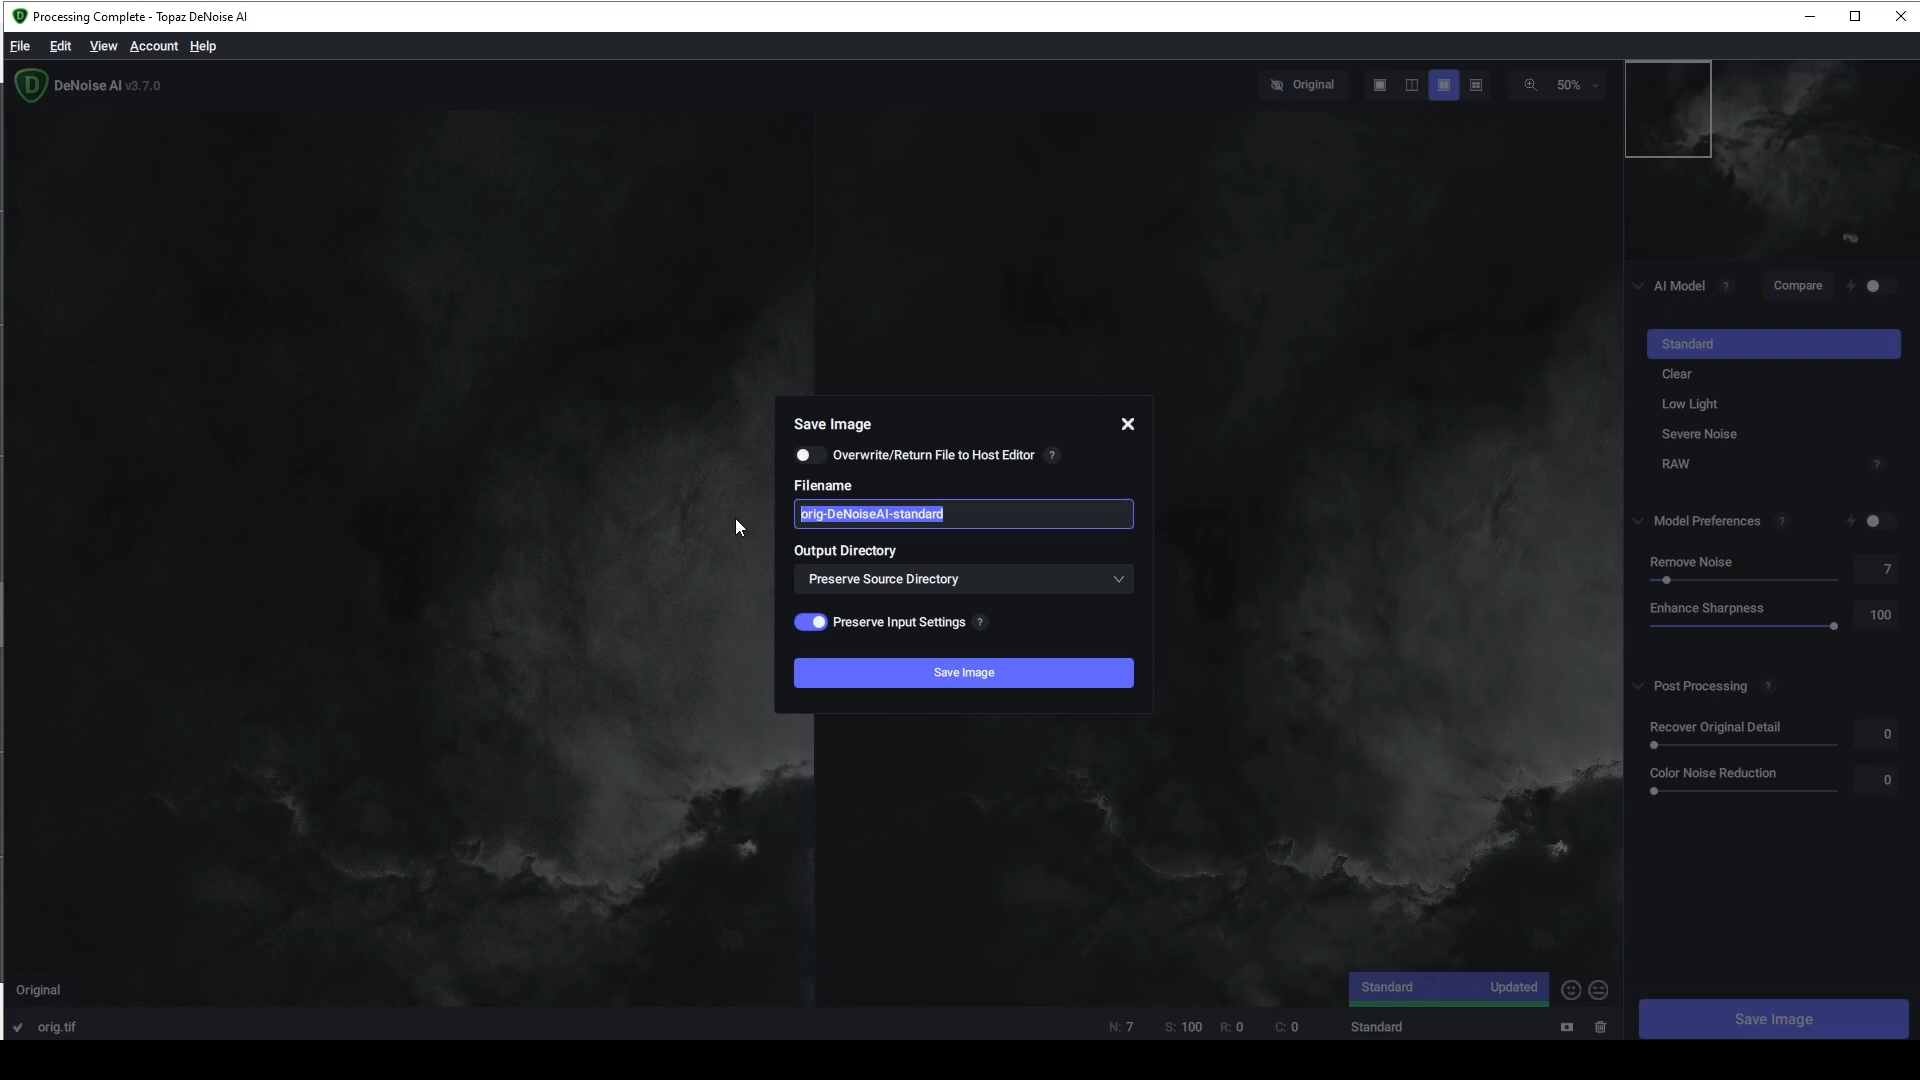 Processing Complete - Topaz DeNoise AI
File Edit View Account Help
DeNoise AI v3.7.0
Original
50%
AI Model ? Compare
Standard
Clear
Low Light
Severe Noise
RAW ?
Model Preferences ?
Remove Noise 7
Enhance Sharpness 100
Post Processing ?
Recover Original Detail 0
Color Noise Reduction 0
Save Image
Overwrite/Return File to Host Editor ?
Filename
orig-DeNoiseAI-standard
Output Directory
Preserve Source Directory
Preserve Input Settings ?
Save Image
Original
Standard Updated
orig.tif
N: 7 S: 100 R: 0 C: 0 Standard
Save Image